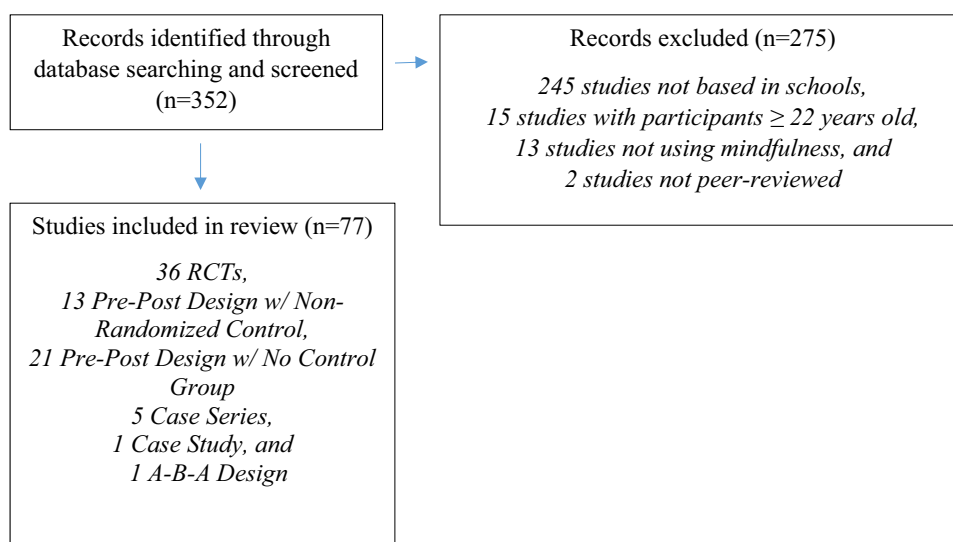 Records identified through
database searching and screened
(n=352)
Records excluded (n=275)
245 studies not based in schools,
15 studies with participants ≥ 22 years old,
13 studies not using mindfulness, and
2 studies not peer-reviewed
Studies included in review (n=77)
36 RCTs,
13 Pre-Post Design w/ Non-
Randomized Control,
21 Pre-Post Design w/ No Control
Group
5 Case Series,
1 Case Study, and
1 A-B-A Design